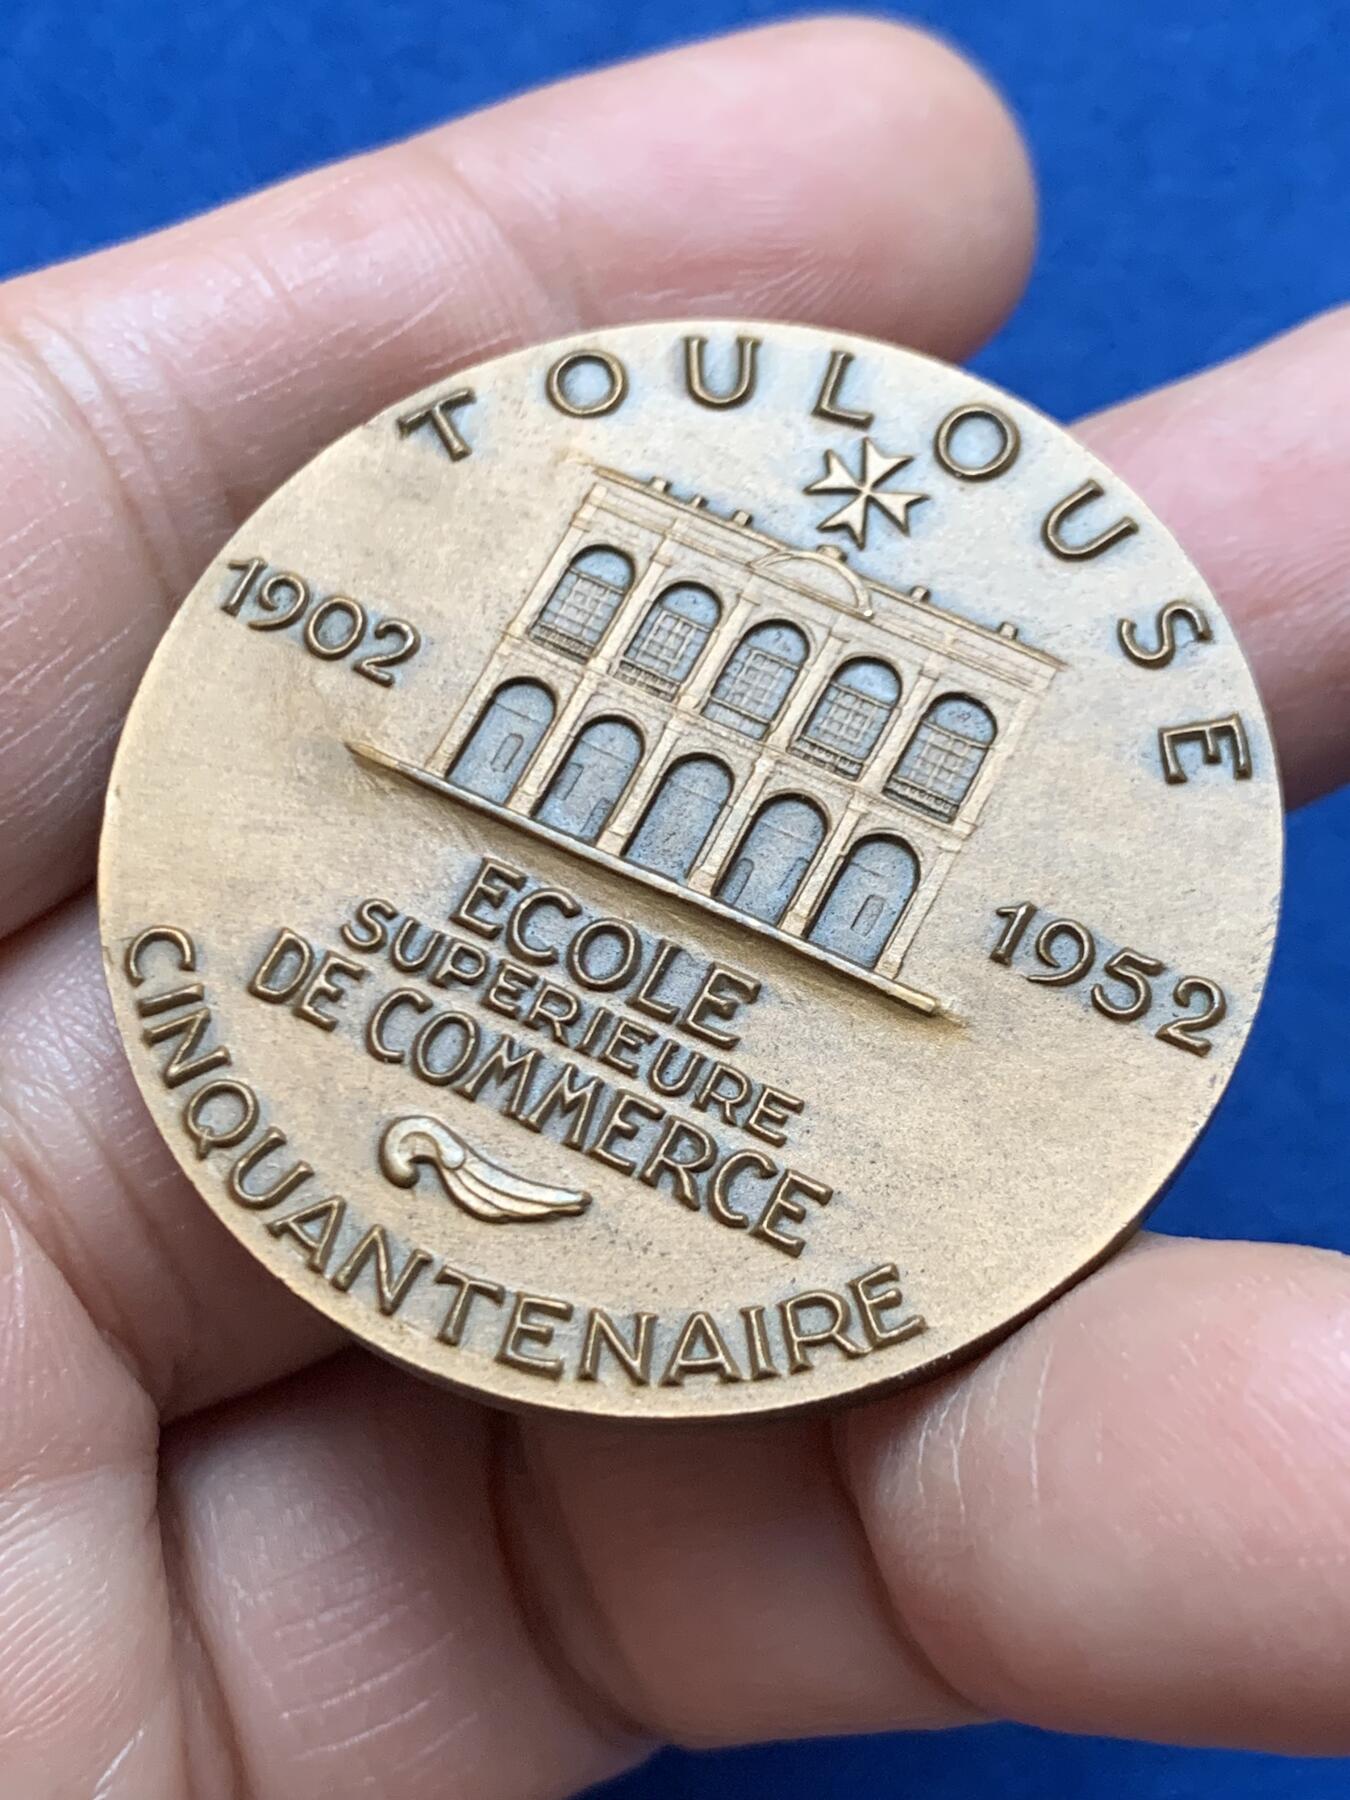 TOULOUSE
1902
1952
ECOLE
SUPERIEURE
DE COMMERCE
CINQUANTENAIRE